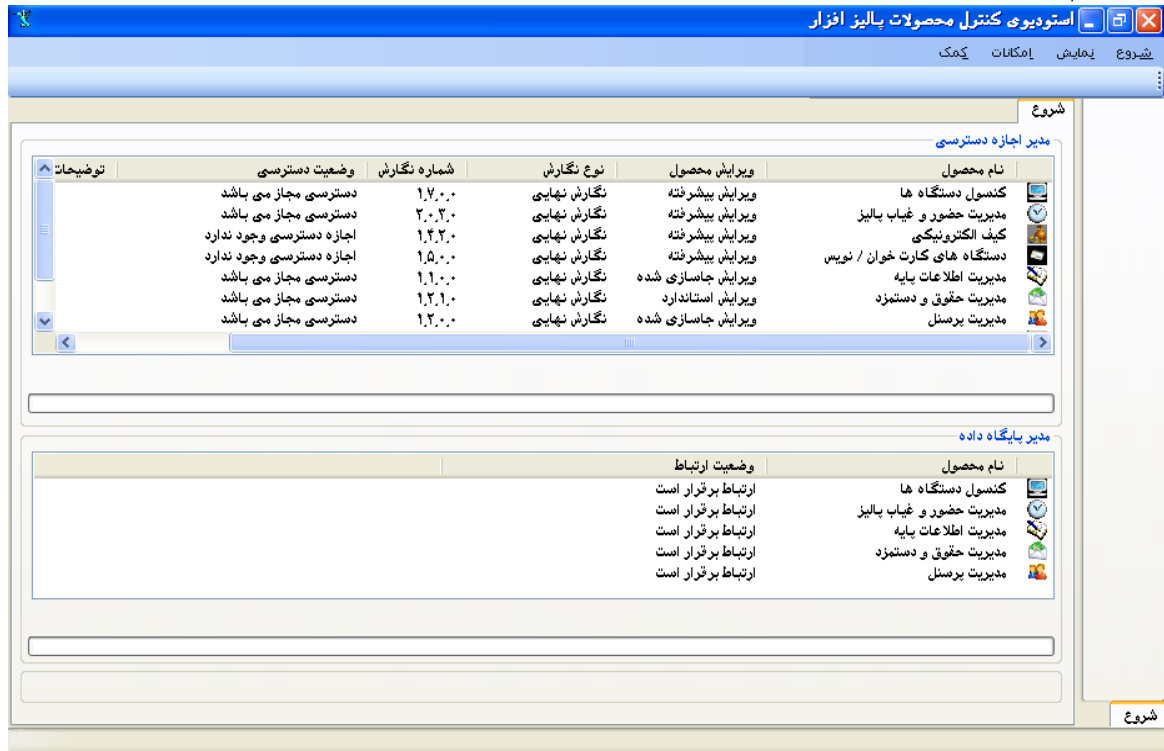 استودیوی کنترل محصولات پالیز افزار
شروع نمایش امکانات کمک
شروع
مدیر اجازه دسترسی
نام محصول ویرایش محصول نوع نگارش شماره نگارش وضعیت دسترسی توضیحات
کنسول دستگاه ها ویرایش پیشرفته نگارش نهایی ۱,۷,۰,۰ دسترسی مجاز می باشد
مدیریت حضور و غیاب پالیز ویرایش پیشرفته نگارش نهایی ۲,۰,۳,۰ دسترسی مجاز می باشد
کیف الکترونیکی ویرایش پیشرفته نگارش نهایی ۱,۴,۲,۰ اجازه دسترسی وجود ندارد
دستگاه های کارت خوان / نویس ویرایش پیشرفته نگارش نهایی ۱,۵,۰,۰ اجازه دسترسی وجود ندارد
مدیریت اطلاعات پایه ویرایش جاسازی شده نگارش نهایی ۱,۱,۰,۰ دسترسی مجاز می باشد
مدیریت حقوق و دستمزد ویرایش استاندارد نگارش نهایی ۱,۲,۱,۰ دسترسی مجاز می باشد
مدیریت پرسنل ویرایش جاسازی شده نگارش نهایی ۱,۲,۰,۰ دسترسی مجاز می باشد
مدیر پایگاه داده
نام محصول وضعیت ارتباط
کنسول دستگاه ها ارتباط برقرار است
مدیریت حضور و غیاب پالیز ارتباط برقرار است
مدیریت اطلاعات پایه ارتباط برقرار است
مدیریت حقوق و دستمزد ارتباط برقرار است
مدیریت پرسنل ارتباط برقرار است
شروع